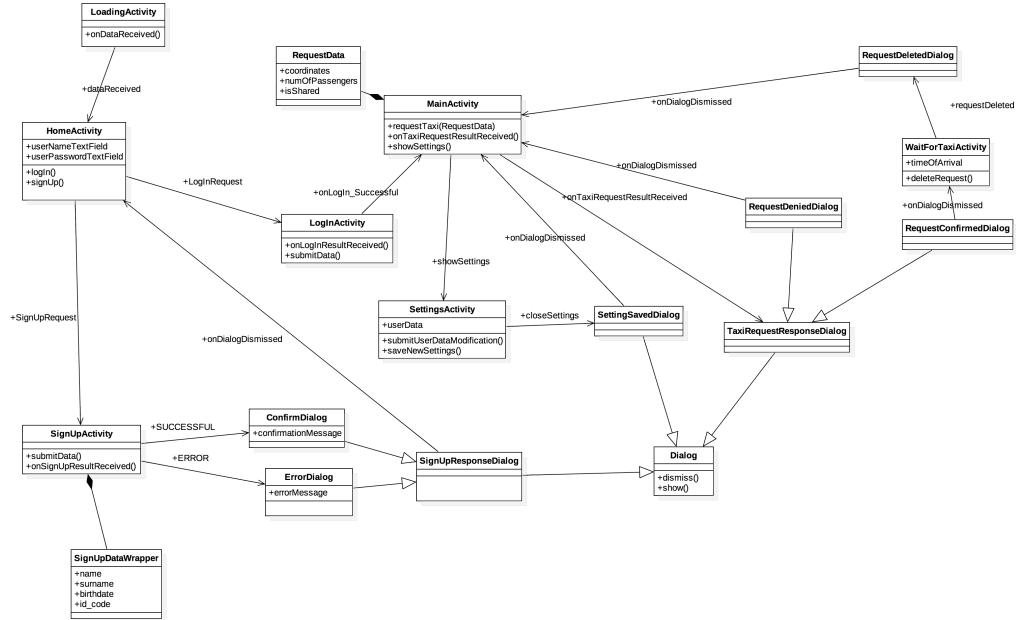 LoadingActivity
+onDataReceived()
+dataReceived
RequestData
+coordinates
+numOfPassengers
+isShared
MainActivity
+requestTaxi(RequestData)
+onTaxiRequestResultReceived()
+showSettings()
RequestDeletedDialog
+onDialogDismissed
+requestDeleted
HomeActivity
+userNameTextField
+userPasswordTextField
+logIn()
+signUp()
WaitForTaxiActivity
+timeOfArrival
+deleteRequest()
+LogInRequest
+onLogIn_Successful
+onDialogDismissed
+onTaxiRequestResultReceived
RequestDeniedDialog
+onDialogDismissed
RequestConfirmedDialog
LogInActivity
+onLogInResultReceived()
+submitData()
+onDialogDismissed
+showSettings
SettingsActivity
+userData
+submitUserDataModification()
+saveNewSettings()
+closeSettings
SettingSavedDialog
TaxiRequestResponseDialog
+SignUpRequest
+onDialogDismissed
SignUpActivity
+submitData()
+onSignUpResultReceived()
+SUCCESSFUL
+ERROR
ConfirmDialog
+confirmationMessage
ErrorDialog
+errorMessage
SignUpResponseDialog
Dialog
+dismiss()
+show()
SignUpDataWrapper
+name
+surname
+birthdate
+id_code